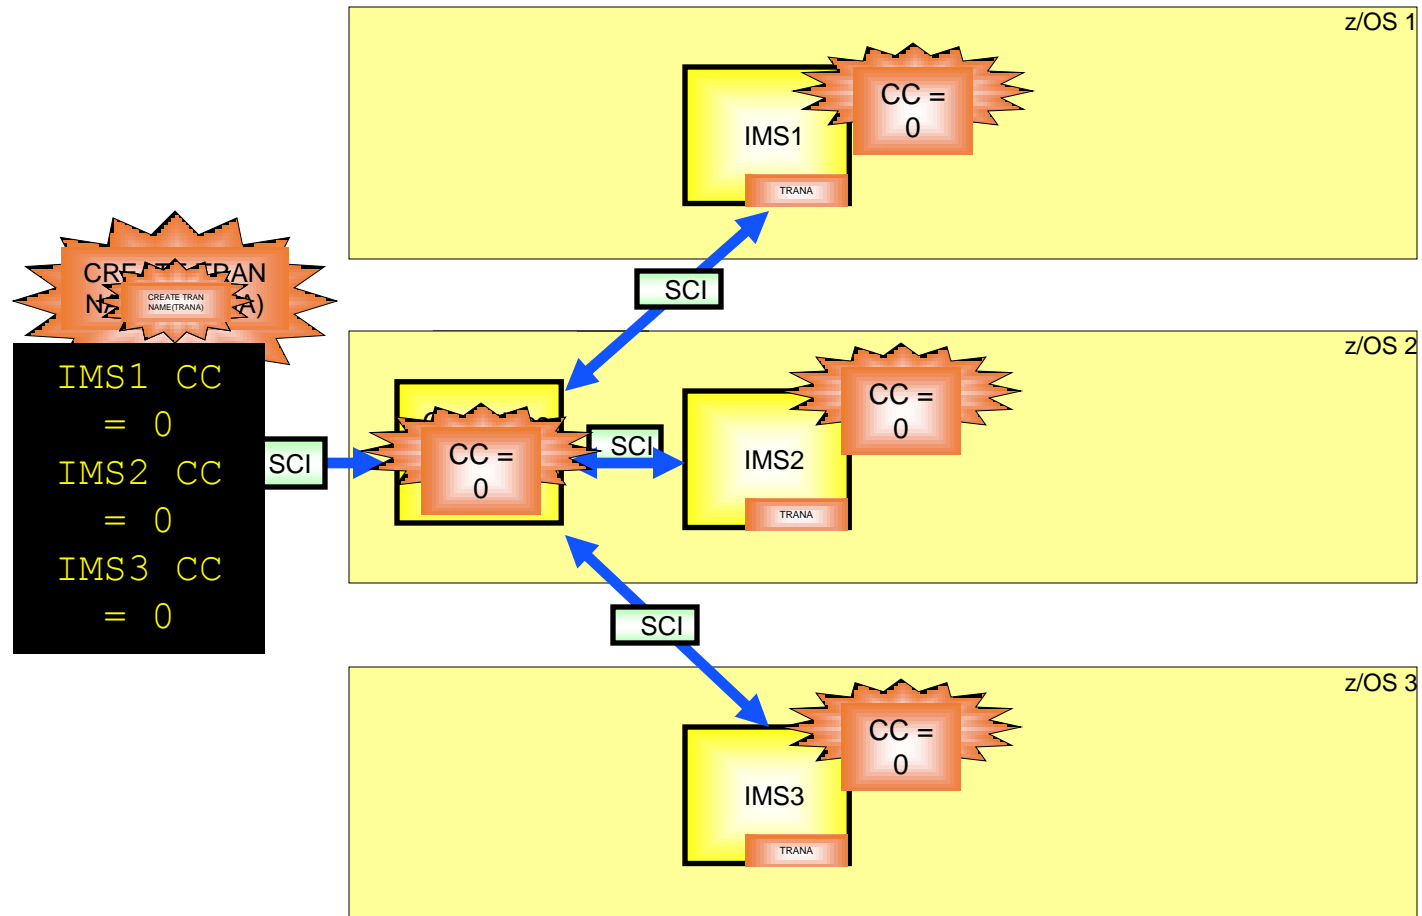 z/OS 1
CC =
0
IMS1
TRANA
SCI
CREATE TRAN
NAME(TRANA)
IMS1 CC
= 0
IMS2 CC
= 0
IMS3 CC
= 0
SCI
z/OS 2
CC =
0
SCI
CC =
0
IMS2
TRANA
SCI
z/OS 3
CC =
0
IMS3
TRANA